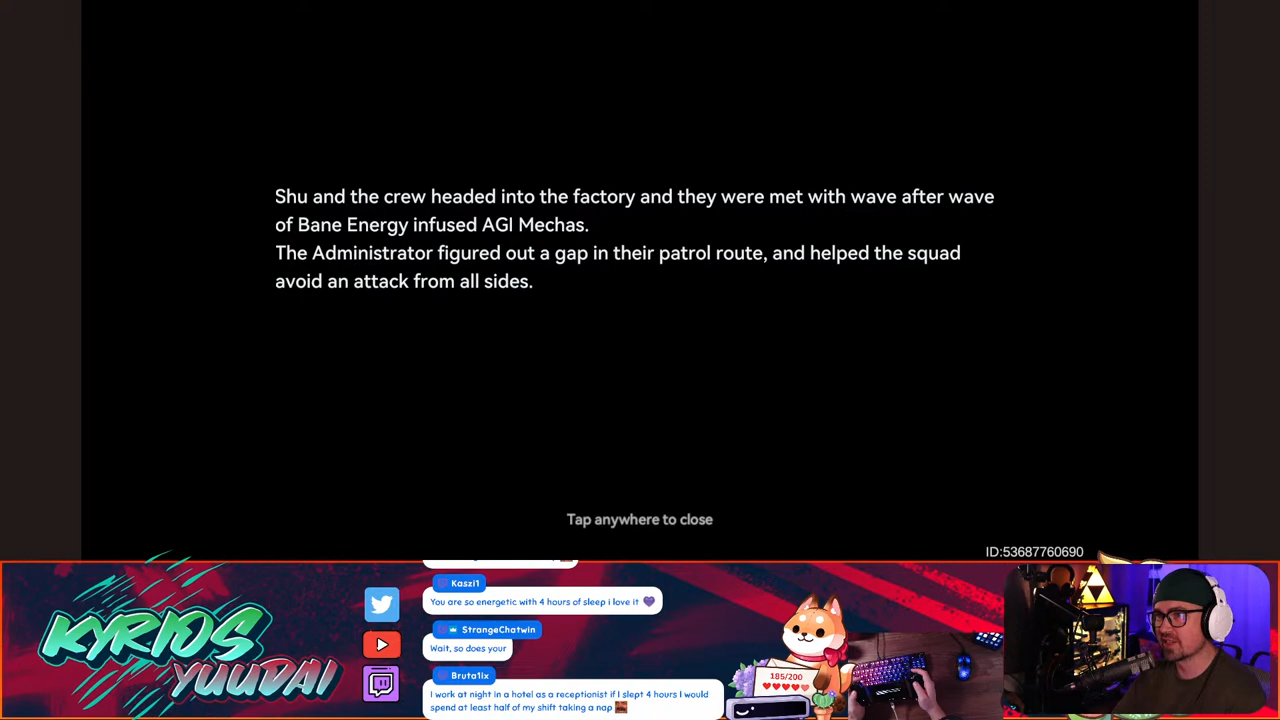 Shu and the crew headed into the factory and they were met with wave after wave
of Bane Energy infused AGI Mechas.
The Administrator figured out a gap in their patrol route, and helped the squad
avoid an attack from all sides.
Tap anywhere to close
ID:53687760690
KYRIOS
YUUDAI
Kaszi1
You are so energetic with 4 hours of sleep i love it 💜
StrangeChatwin
Wait, so does your
Bruta1ix
I work at night in a hotel as a receptionist if I slept 4 hours I would
spend at least half of my shift taking a nap
185/200